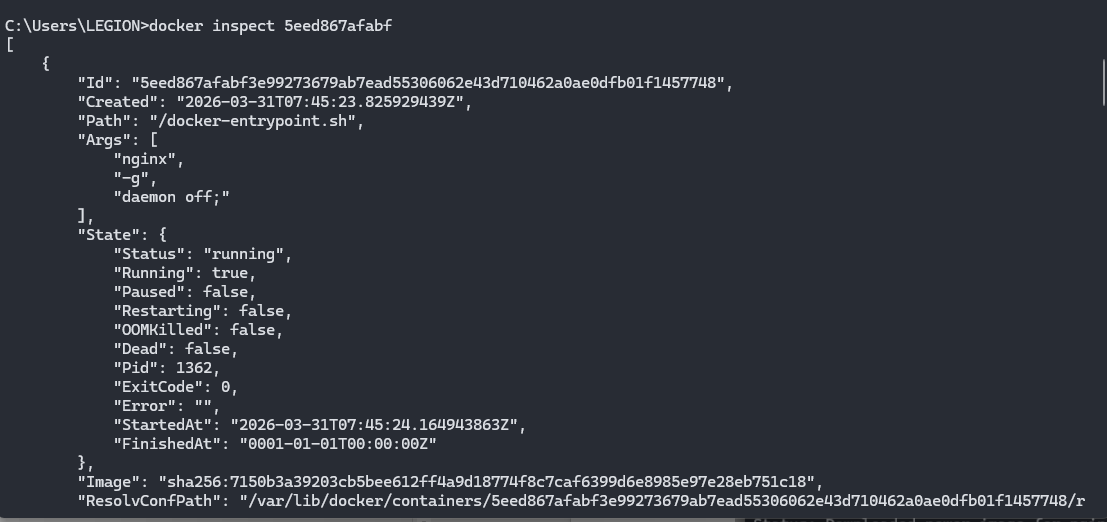 C:\Users\LEGION>docker inspect 5eed867afabf
[
    {
        "Id": "5eed867afabf3e99273679ab7ead55306062e43d710462a0ae0dfb01f1457748",
        "Created": "2026-03-31T07:45:23.825929439Z",
        "Path": "/docker-entrypoint.sh",
        "Args": [
            "nginx",
            "-g",
            "daemon off;"
        ],
        "State": {
            "Status": "running",
            "Running": true,
            "Paused": false,
            "Restarting": false,
            "OOMKilled": false,
            "Dead": false,
            "Pid": 1362,
            "ExitCode": 0,
            "Error": "",
            "StartedAt": "2026-03-31T07:45:24.164943863Z",
            "FinishedAt": "0001-01-01T00:00:00Z"
        },
        "Image": "sha256:7150b3a39203cb5bee612ff4a9d18774f8c7caf6399d6e8985e97e28eb751c18",
        "ResolvConfPath": "/var/lib/docker/containers/5eed867afabf3e99273679ab7ead55306062e43d710462a0ae0dfb01f1457748/r